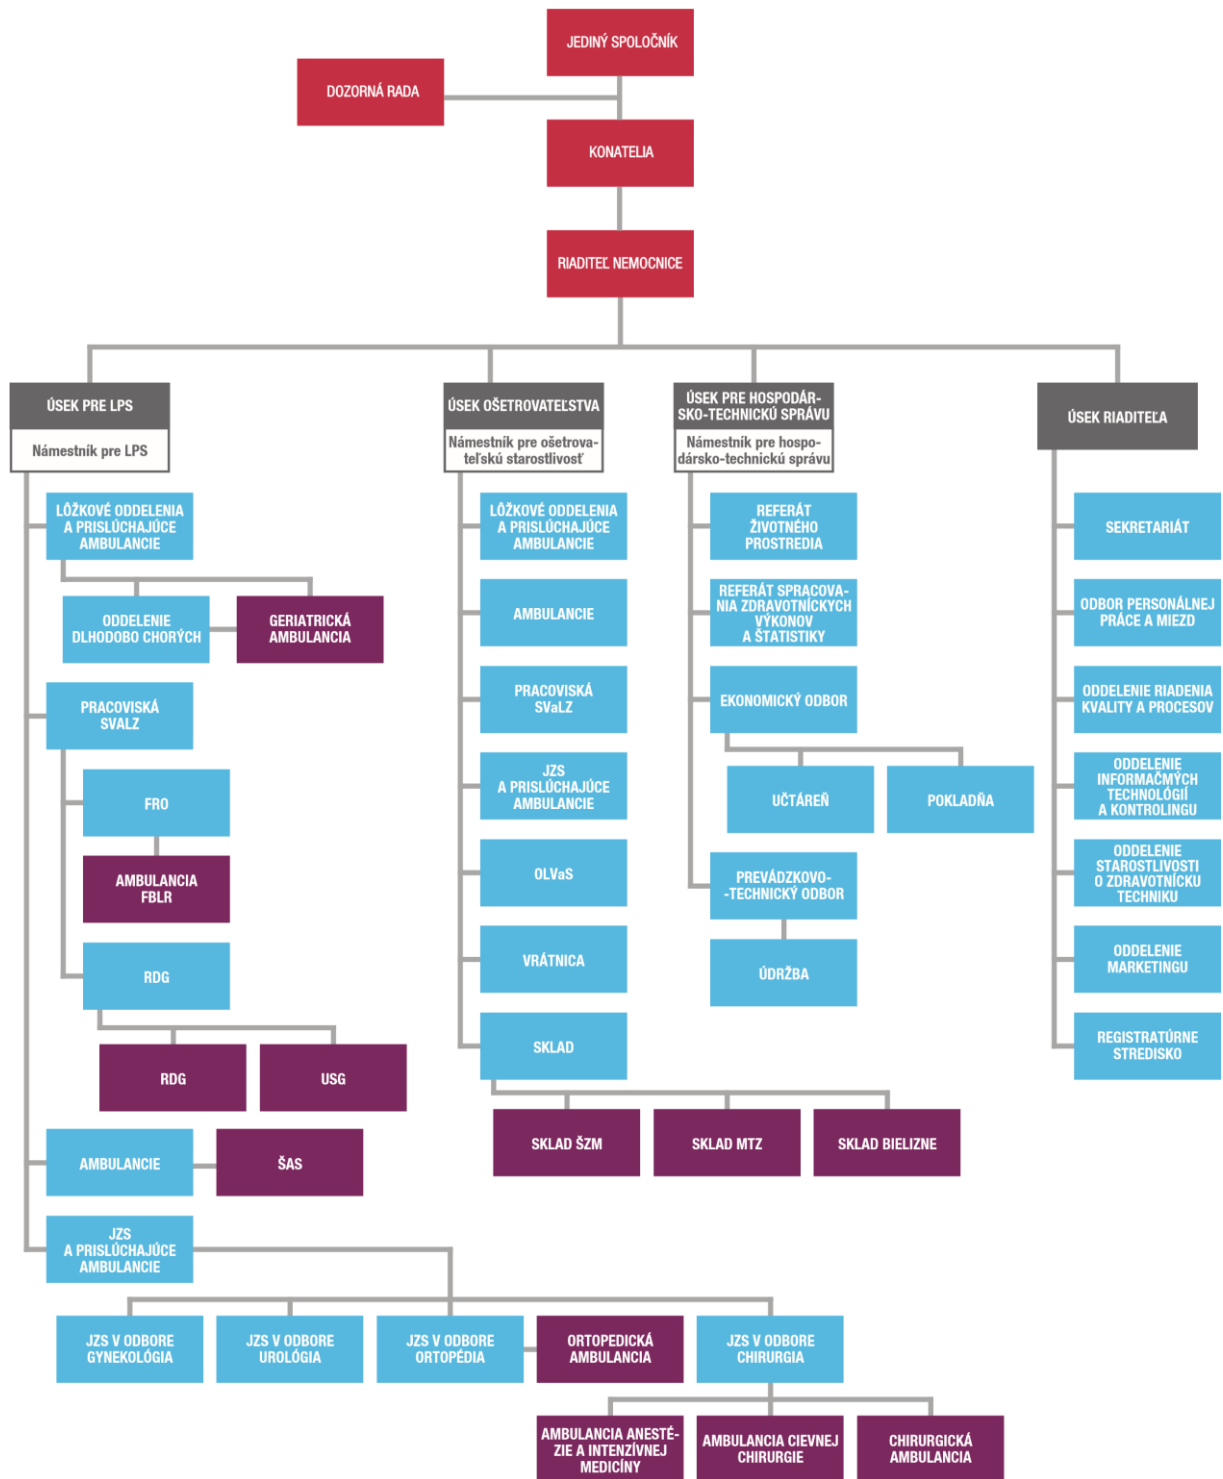 JEDINÝ SPOLOČNÍK
DOZORNÁ RADA
KONATELIA
RIADITEĽ NEMOCNICE
ÚSEK PRE LPS
Námestník pre LPS
LÔŽKOVÉ ODDELENIA
A PRISLÚCHAJÚCE
AMBULANCIE
ODDELENIE
DLHODOBO CHORÝCH
GERIATRICKÁ
AMBULANCIA
PRACOVISKÁ
SVALZ
FRO
AMBULANCIA
FBLR
RDG
RDG
USG
AMBULANCIE
ŠAS
JZS
A PRISLÚCHAJÚCE
AMBULANCIE
JZS V ODBORE
GYNEKOLÓGIA
JZS V ODBORE
UROLÓGIA
JZS V ODBORE
ORTOPÉDIA
ORTOPEDICKÁ
AMBULANCIA
JZS V ODBORE
CHIRURGIA
AMBULANCIA ANESTÉ-
ZIE A INTENZÍVNEJ
MEDICÍNY
AMBULANCIA CIEVNEJ
CHIRURGIE
CHIRURGICKÁ
AMBULANCIA
ÚSEK OŠETROVATEĽSTVA
Námestník pre ošetrova-
teľskú starostlivosť
LÔŽKOVÉ ODDELENIA
A PRISLÚCHAJÚCE
AMBULANCIE
AMBULANCIE
PRACOVISKÁ
SVaLZ
JZS
A PRISLÚCHAJÚCE
AMBULANCIE
OLVaS
VRÁTNICA
SKLAD
SKLAD ŠZM
SKLAD MTZ
SKLAD BIELIZNE
ÚSEK PRE HOSPODÁR-
SKO-TECHNICKÚ SPRÁVU
Námestník pre hospo-
dársko-technickú správu
REFERÁT
ŽIVOTNÉHO
PROSTREDIA
REFERÁT SPRACOVA-
NIA ZDRAVOTNÍCKYCH
VÝKONOV
A ŠTATISTIKY
EKONOMICKÝ ODBOR
UČTÁREŇ
POKLADŇA
PREVÁDZKOVO-
-TECHNICKÝ ODBOR
ÚDRŽBA
ÚSEK RIADITEĽA
SEKRETARIÁT
ODBOR PERSONÁLNEJ
PRÁCE A MIEZD
ODDELENIE RIADENIA
KVALITY A PROCESOV
ODDELENIE
INFORMAČMÝCH
TECHNOLÓGIÍ
A KONTROLINGU
ODDELENIE
STAROSTLIVOSTI
O ZDRAVOTNÍCKU
TECHNIKU
ODDELENIE
MARKETINGU
REGISTRATÚRNE
STREDISKO